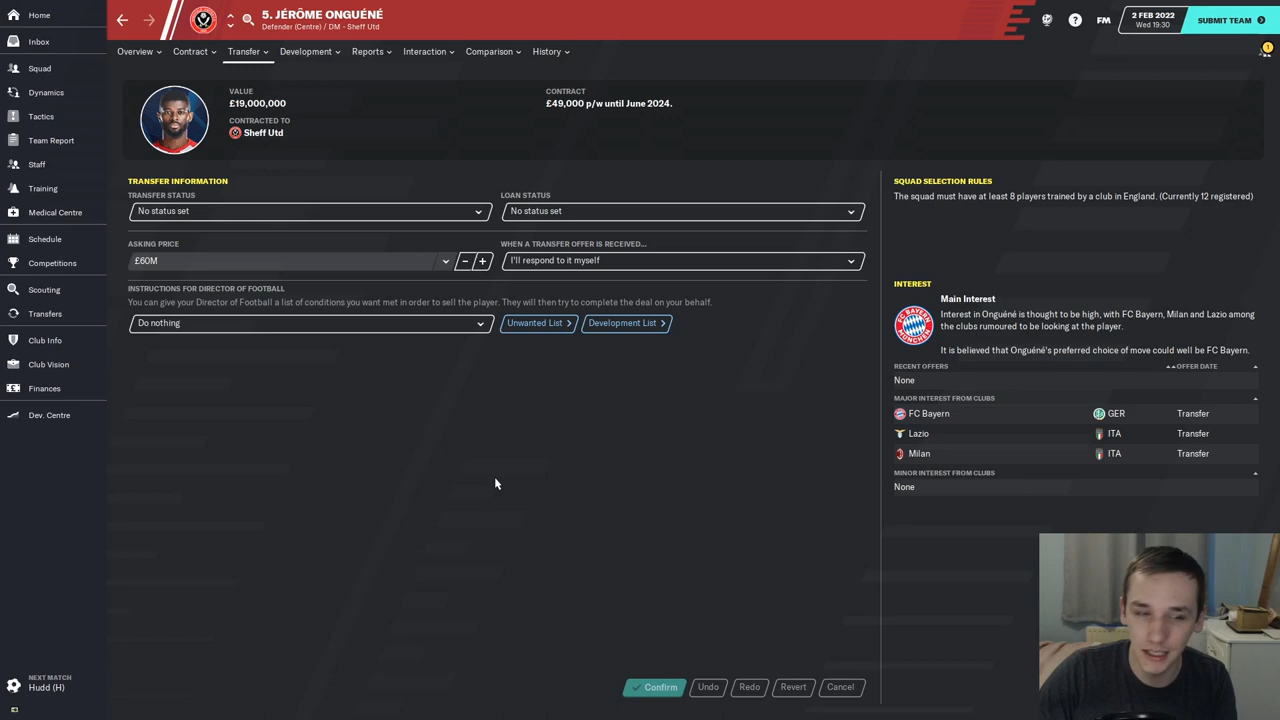 Home
Inbox
Squad
Dynamics
Tactics
Team Report
Staff
Training
Medical Centre
Schedule
Competitions
Scouting
Transfers
Club Info
Club Vision
Finances
Dev. Centre
NEXT MATCH
Hudd (H)
5. JÉRÔME ONGUÉNÉ
Defender (Centre) / DM - Sheff Utd
FM
2 FEB 2022
Wed 19:30
SUBMIT TEAM
1
Overview
Contract
Transfer
Development
Reports
Interaction
Comparison
History
VALUE
£19,000,000
CONTRACTED TO
Sheff Utd
CONTRACT
£49,000 p/w until June 2024.
TRANSFER INFORMATION
TRANSFER STATUS
No status set
LOAN STATUS
No status set
ASKING PRICE
£60M
WHEN A TRANSFER OFFER IS RECEIVED...
I'll respond to it myself
INSTRUCTIONS FOR DIRECTOR OF FOOTBALL
You can give your Director of Football a list of conditions you want met in order to sell the player. They will then try to complete the deal on your behalf.
Do nothing
Unwanted List
Development List
Confirm
Undo
Redo
Revert
Cancel
SQUAD SELECTION RULES
The squad must have at least 8 players trained by a club in England. (Currently 12 registered)
INTEREST
Main Interest
Interest in Onguéné is thought to be high, with FC Bayern, Milan and Lazio among
the clubs rumoured to be looking at the player.
It is believed that Onguéné's preferred choice of move could well be FC Bayern.
RECENT OFFERS
OFFER DATE
None
MAJOR INTEREST FROM CLUBS
FC Bayern GER Transfer
Lazio ITA Transfer
Milan ITA Transfer
MINOR INTEREST FROM CLUBS
None